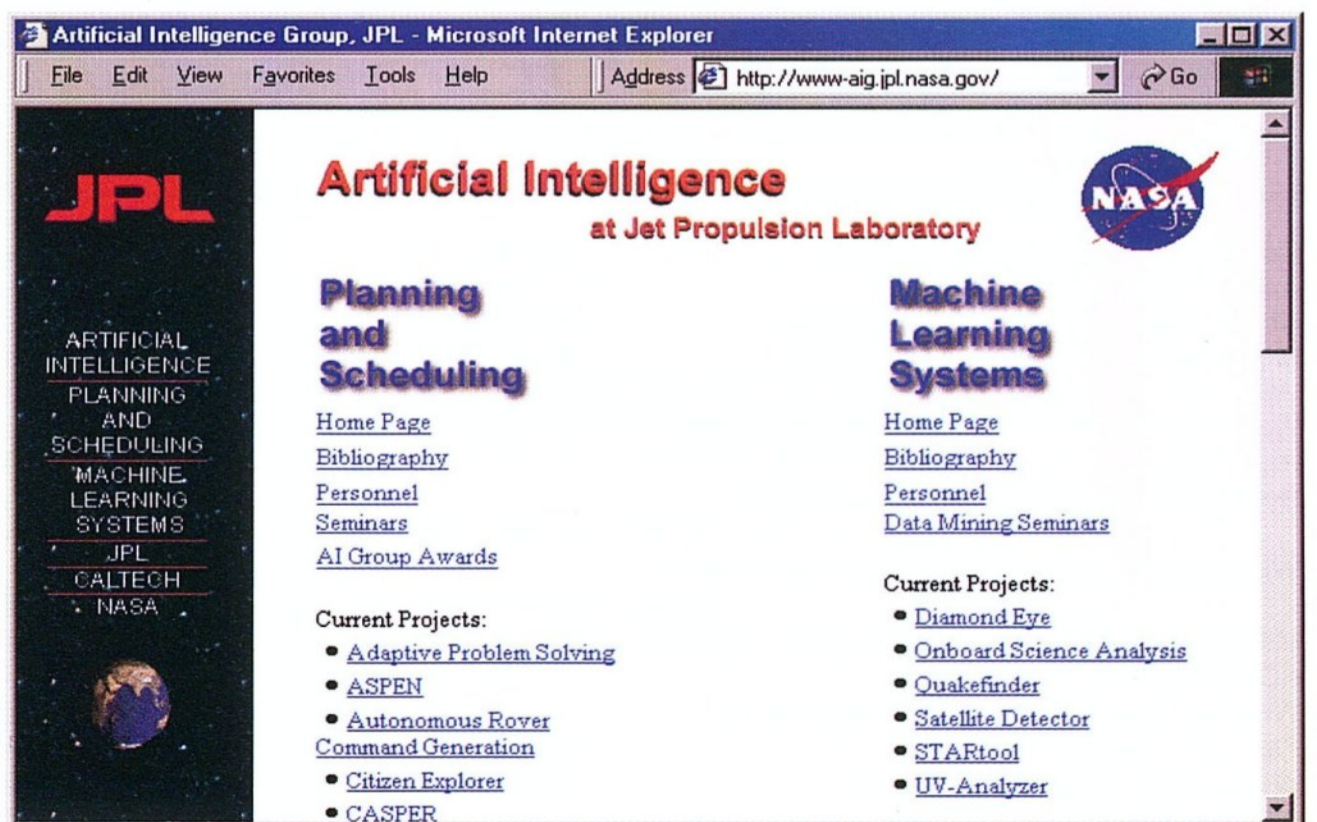 Artificial Intelligence Group, JPL - Microsoft Internet Explorer
File Edit View Favorites Tools Help
Address http://www-aig.jpl.nasa.gov/ Go
JPL
ARTIFICIAL
INTELLIGENCE
PLANNING
AND
SCHEDULING
MACHINE
LEARNING
SYSTEMS
JPL
CALTECH
NASA
Artificial Intelligence
at Jet Propulsion Laboratory
NASA
Planning
and
Scheduling
Home Page
Bibliography
Personnel
Seminars
AI Group Awards
Current Projects:
• Adaptive Problem Solving
• ASPEN
• Autonomous Rover
Command Generation
• Citizen Explorer
• CASPER
Machine
Learning
Systems
Home Page
Bibliography
Personnel
Data Mining Seminars
Current Projects:
• Diamond Eye
• Onboard Science Analysis
• Quakefinder
• Satellite Detector
• STARtool
• UV-Analyzer